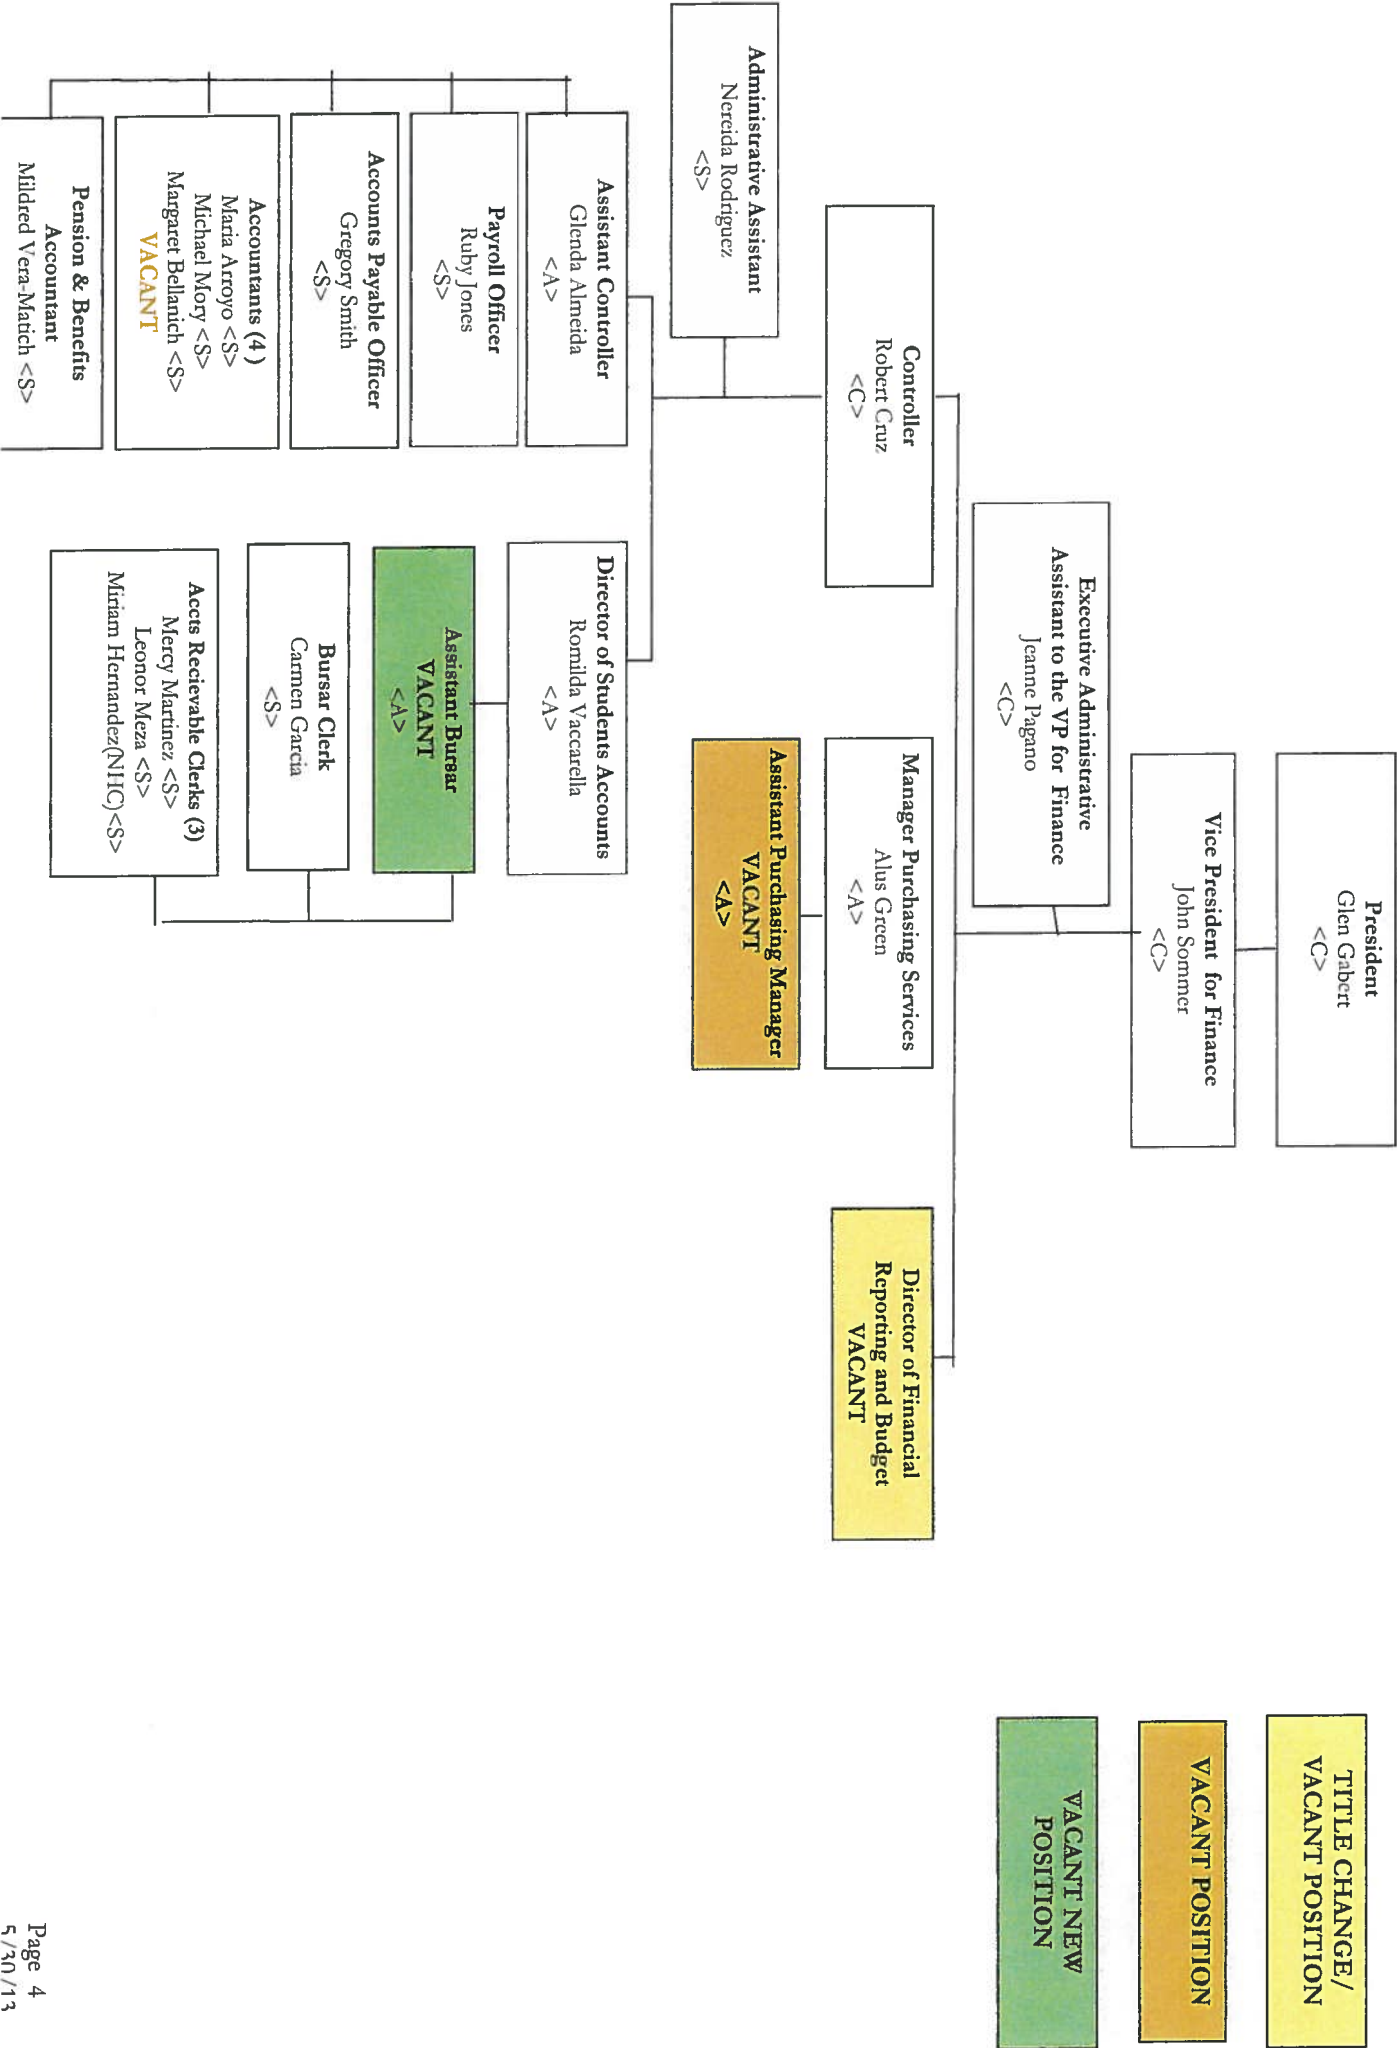 President
Glen Gabert
<C>
TITLE CHANGE/
VACANT POSITION
Vice President for Finance
John Sommer
<C>
VACANT POSITION
Executive Administrative
Assistant to the VP for Finance
Jeanne Pagano
<C>
VACANT NEW
POSITION
Controller
Robert Cruz
<C>
Manager Purchasing Services
Alus Green
<A>
Director of Financial
Reporting and Budget
VACANT
Administrative Assistant
Nereida Rodriguez
<S>
Assistant Purchasing Manager
VACANT
<A>
Assistant Controller
Glenda Almeida
<A>
Director of Students Accounts
Romilda Vaccarella
<A>
Payroll Officer
Ruby Jones
<S>
Assistant Bursar
VACANT
<A>
Accounts Payable Officer
Gregory Smith
<S>
Bursar Clerk
Carmen Garcia
<S>
Accountants (4 )
Maria Arroyo <S>
Michael Mory <S>
Margaret Bellanich <S>
VACANT
Accts Recievable Clerks (3)
Mercy Martinez <S>
Leonor Meza <S>
Miriam Hernandez(NHC)<S>
Pension & Benefits
Accountant
Mildred Vera-Matich <S>
Page 4
5/30/13